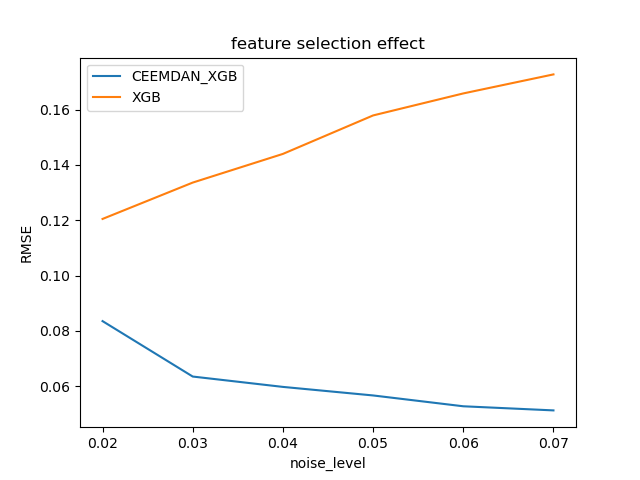 feature selection effect
CEEMDAN_XGB
XGB
RMSE
0.16
0.14
0.12
0.10
0.08
0.06
0.02 0.03 0.04 0.05 0.06 0.07
noise_level